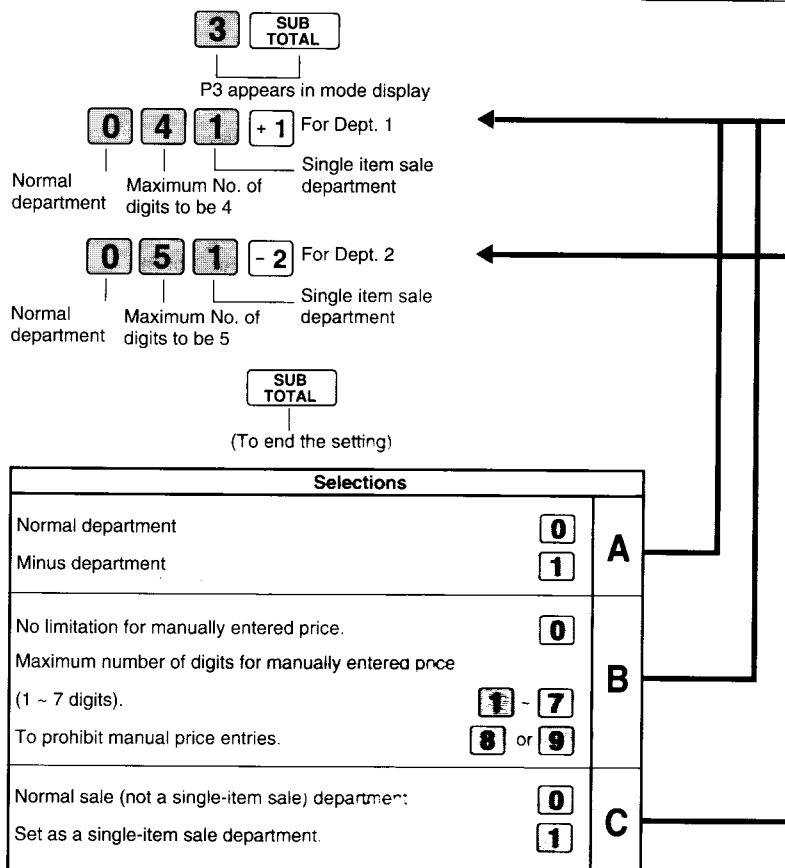 3 SUB TOTAL
P3 appears in mode display
0 4 1 + 1 For Dept. 1
Normal department
Maximum No. of digits to be 4
Single item sale department
0 5 1 - 2 For Dept. 2
Normal department
Maximum No. of digits to be 5
Single item sale department
SUB TOTAL
(To end the setting)
Selections
Normal department 0
Minus department 1
A
No limitation for manually entered price. 0
Maximum number of digits for manually entered price
(1 ~ 7 digits). 1 ~ 7
To prohibit manual price entries. 8 or 9
B
Normal sale (not a single-item sale) department 0
Set as a single-item sale department. 1
C